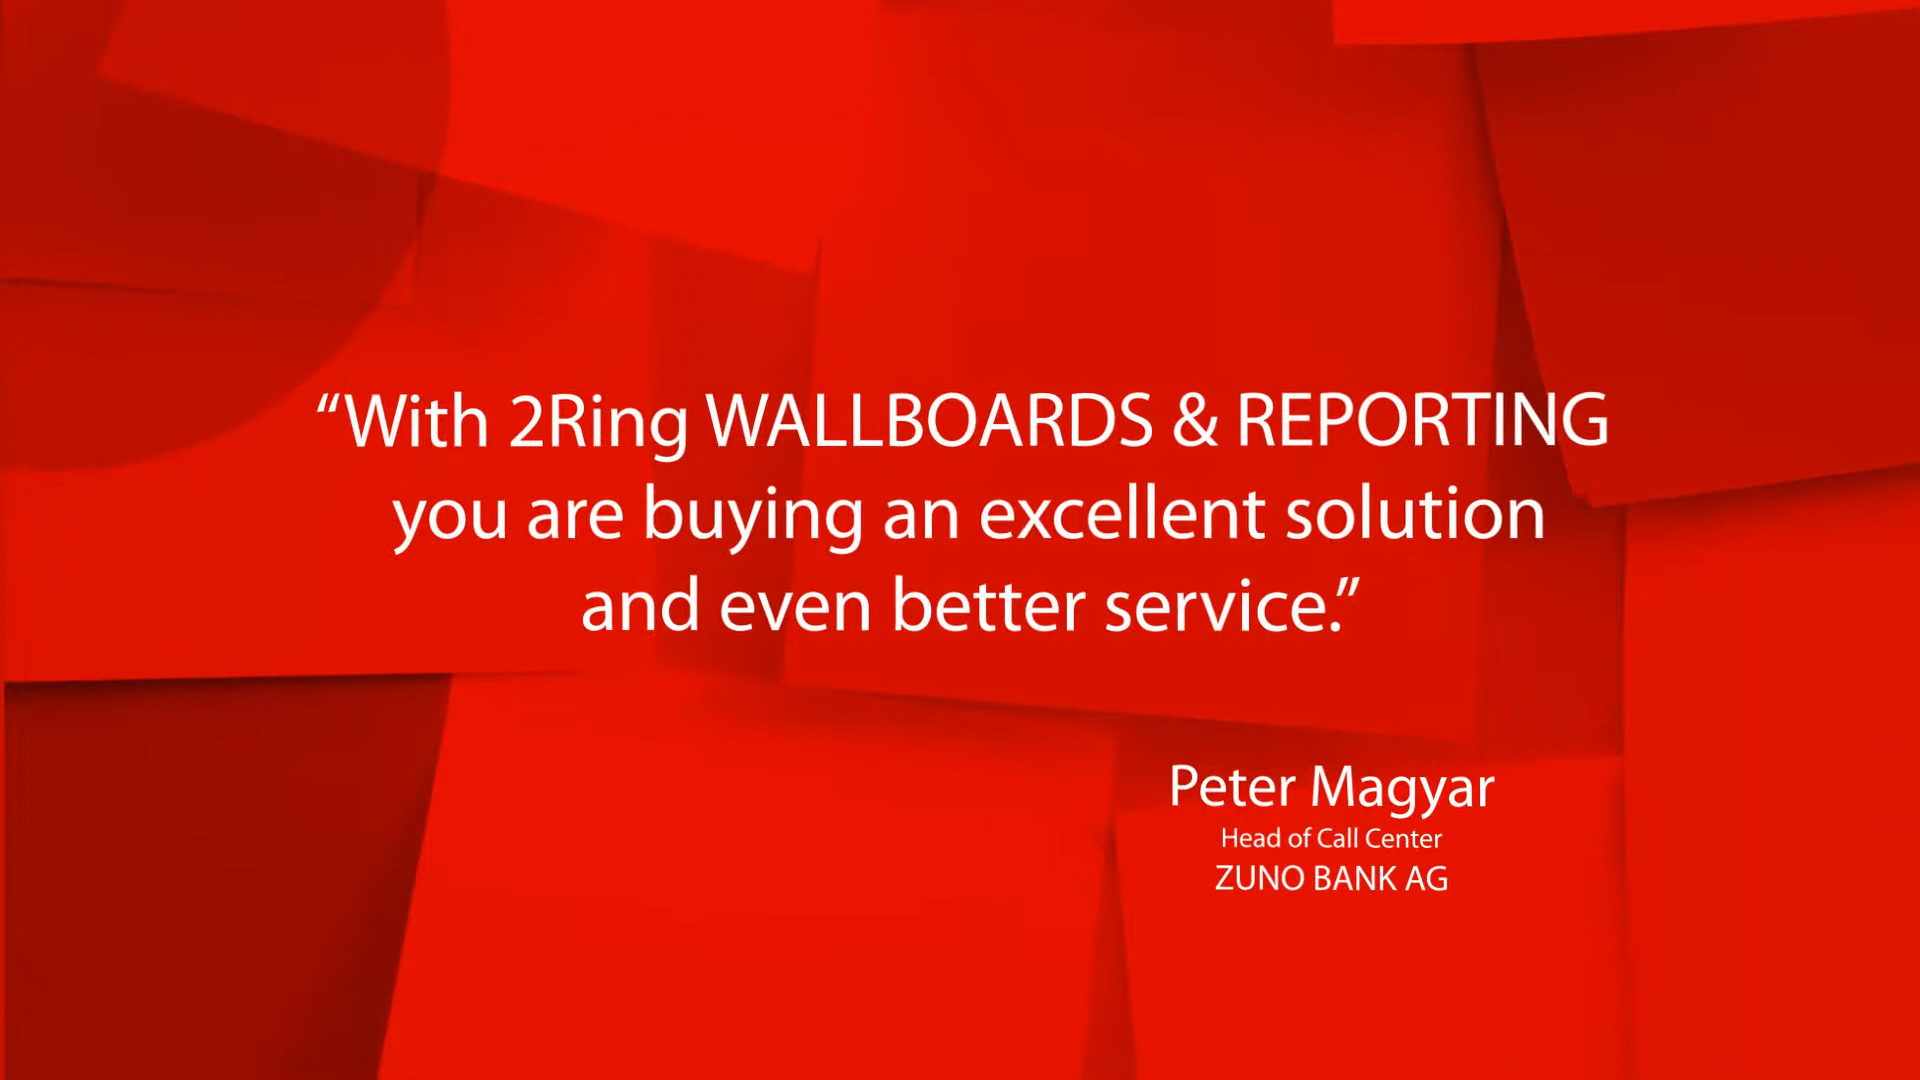 “With 2Ring WALLBOARDS & REPORTING
you are buying an excellent solution
and even better service.”
Peter Magyar
Head of Call Center
ZUNO BANK AG